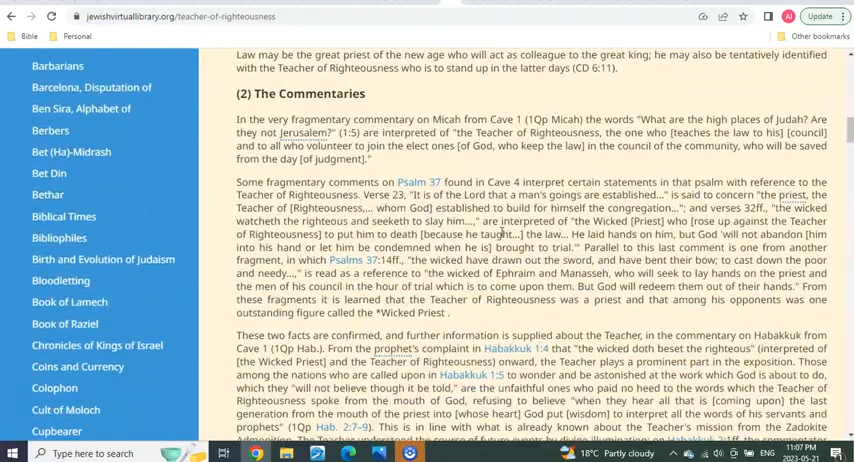 jewishvirtuallibrary.org/teacher-of-righteousness
AI
Update
Bible
Personal
Other bookmarks
Barbarians
Barcelona, Disputation of
Ben Sira, Alphabet of
Berbers
Bet (Ha)-Midrash
Bet Din
Bethar
Biblical Times
Bibliophiles
Birth and Evolution of Judaism
Bloodletting
Book of Lamech
Book of Raziel
Chronicles of Kings of Israel
Coins and Currency
Colophon
Cult of Moloch
Cupbearer
Law may be the great priest of the new age who will act as colleague to the great king; he may also be tentatively identified
with the Teacher of Righteousness who is to stand up in the latter days (CD 6:11).
(2) The Commentaries
In the very fragmentary commentary on Micah from Cave 1 (1Qp Micah) the words "What are the high places of Judah? Are
they not Jerusalem?" (1:5) are interpreted of "the Teacher of Righteousness, the one who [teaches the law to his] [council]
and to all who volunteer to join the elect ones [of God, who keep the law] in the council of the community, who will be saved
from the day [of judgment]."
Some fragmentary comments on Psalm 37 found in Cave 4 interpret certain statements in that psalm with reference to the
Teacher of Righteousness. Verse 23, "It is of the Lord that a man's goings are established..." is said to concern "the priest, the
Teacher of [Righteousness,... whom God] established to build for himself the congregation..."; and verses 32ff., "the wicked
watcheth the righteous and seeketh to slay him...," are interpreted of "the Wicked [Priest] who [rose up against the teacher
of Righteousness] to put him to death [because he taught...] the law... He laid hands on him, but God 'will not abandon [him
into his hand or let him be condemned when he is] brought to trial.'" Parallel to this last comment is one from another
fragment, in which Psalms 37:14ff., "the wicked have drawn out the sword, and have bent their bow; to cast down the poor
and needy...," is read as a reference to "the wicked of Ephraim and Manasseh, who will seek to lay hands on the priest and
the men of his council in the hour of trial which is to come upon them. But God will redeem them out of their hands." From
these fragments it is learned that the Teacher of Righteousness was a priest and that among his opponents was one
outstanding figure called the *Wicked Priest .
These two facts are confirmed, and further information is supplied about the Teacher, in the commentary on Habakkuk from
Cave 1 (1Qp Hab.). From the prophet's complaint in Habakkuk 1:4 that "the wicked doth beset the righteous" (interpreted of
[the Wicked Priest] and the Teacher of Righteousness) onward, the Teacher plays a prominent part in the exposition. Those
among the nations who are called upon in Habakkuk 1:5 to wonder and be astonished at the work which God is about to do,
which they "will not believe though it be told," are the unfaithful ones who paid no heed to the words which the Teacher of
Righteousness spoke from the mouth of God, refusing to believe "when they hear all that is [coming upon] the last
generation from the mouth of the priest into [whose heart] God put [wisdom] to interpret all the words of his servants and
prophets" (1Qp Hab. 2:7–9). This is in line with what is already known about the Teacher's mission from the Zadokite
Admonition. The Teacher understood the course of future events by divine illumination; on Habakkuk 2:1ff. the commentator
Type here to search
18°C Partly cloudy
ENG
11:07 PM
2023-05-21